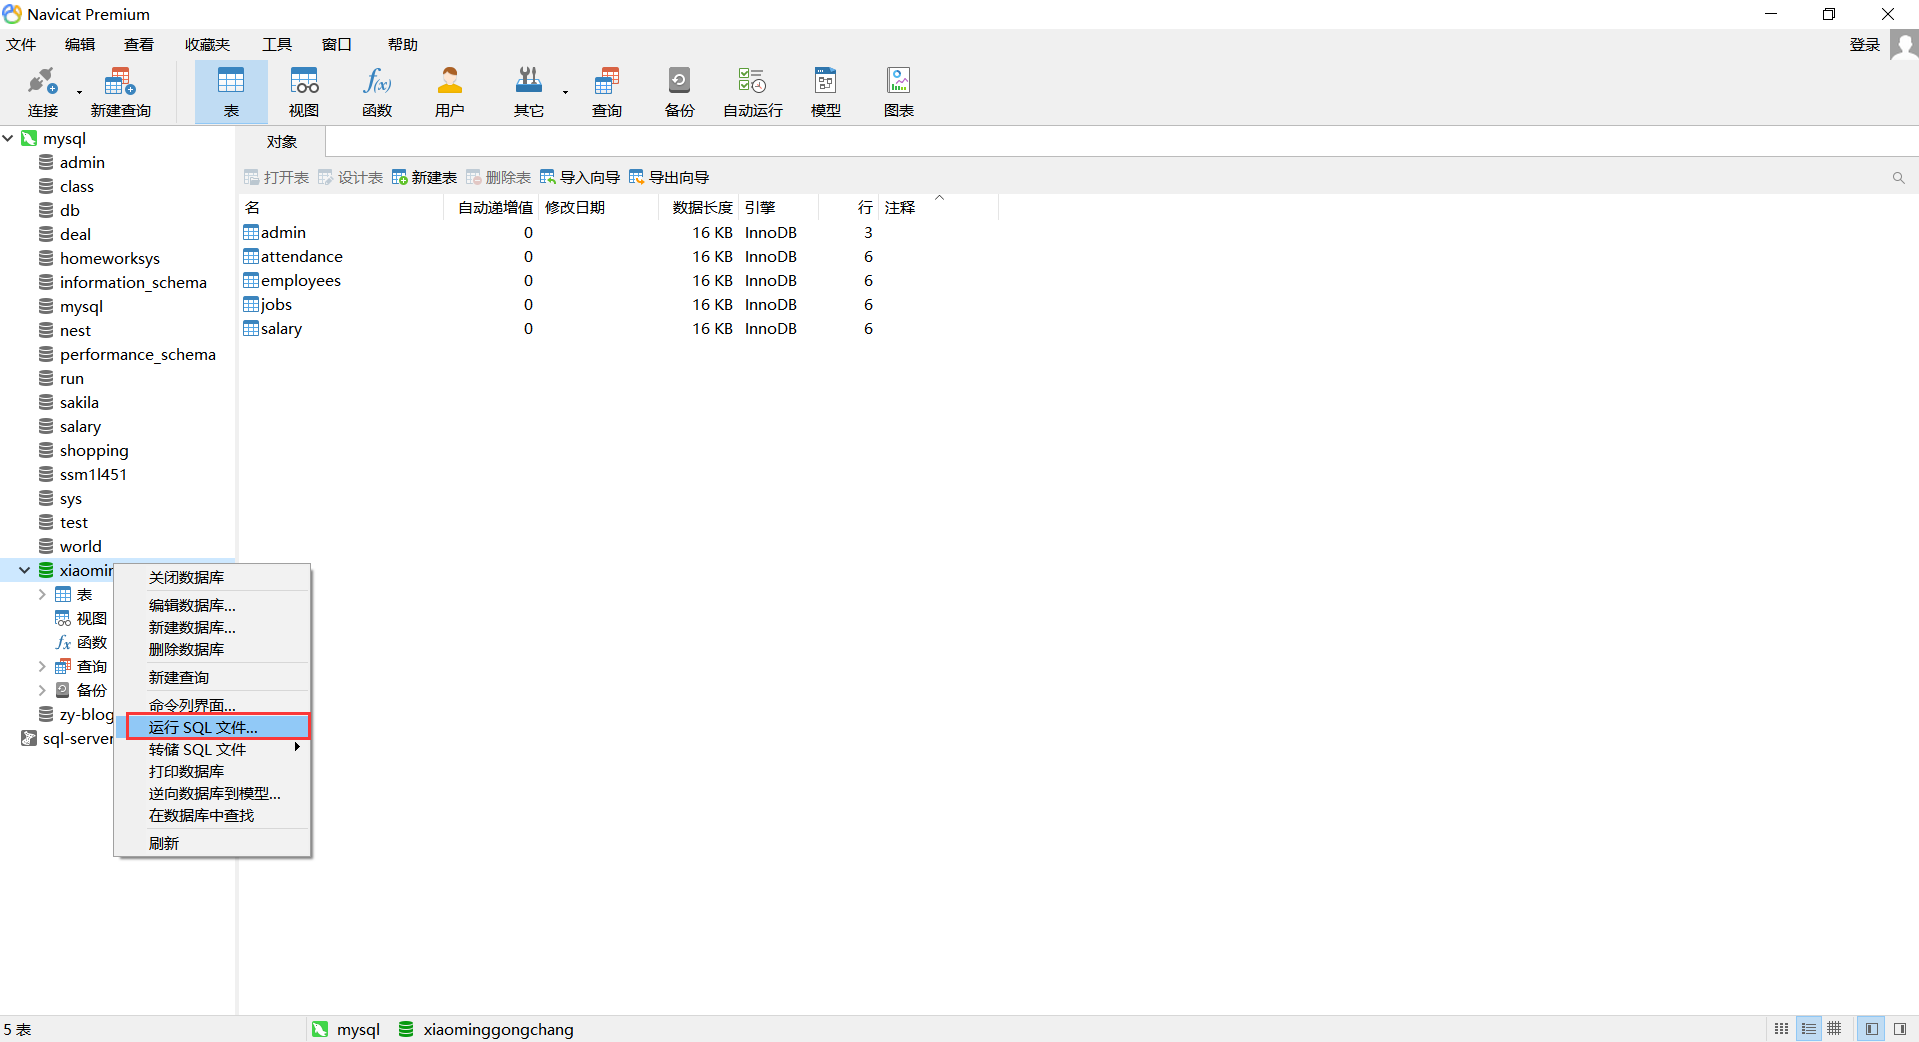 Navicat Premium
文件 编辑 查看 收藏夹 工具 窗口 帮助 登录
连接 新建查询 表 视图 函数 用户 其它 查询 备份 自动运行 模型 图表
mysql
admin
class
db
deal
homeworksys
information_schema
mysql
nest
performance_schema
run
sakila
salary
shopping
ssm1l451
sys
test
world
xiaomin
表
视图
函数
查询
备份
zy-blog
sql-server
对象
打开表 设计表 新建表 删除表 导入向导 导出向导
名 自动递增值 修改日期 数据长度 引擎 行 注释
admin 0 16 KB InnoDB 3
attendance 0 16 KB InnoDB 6
employees 0 16 KB InnoDB 6
jobs 0 16 KB InnoDB 6
salary 0 16 KB InnoDB 6
关闭数据库
编辑数据库...
新建数据库...
删除数据库
新建查询
命令列界面...
运行 SQL 文件...
转储 SQL 文件
打印数据库
逆向数据库到模型...
在数据库中查找
刷新
5 表 mysql xiaominggongchang